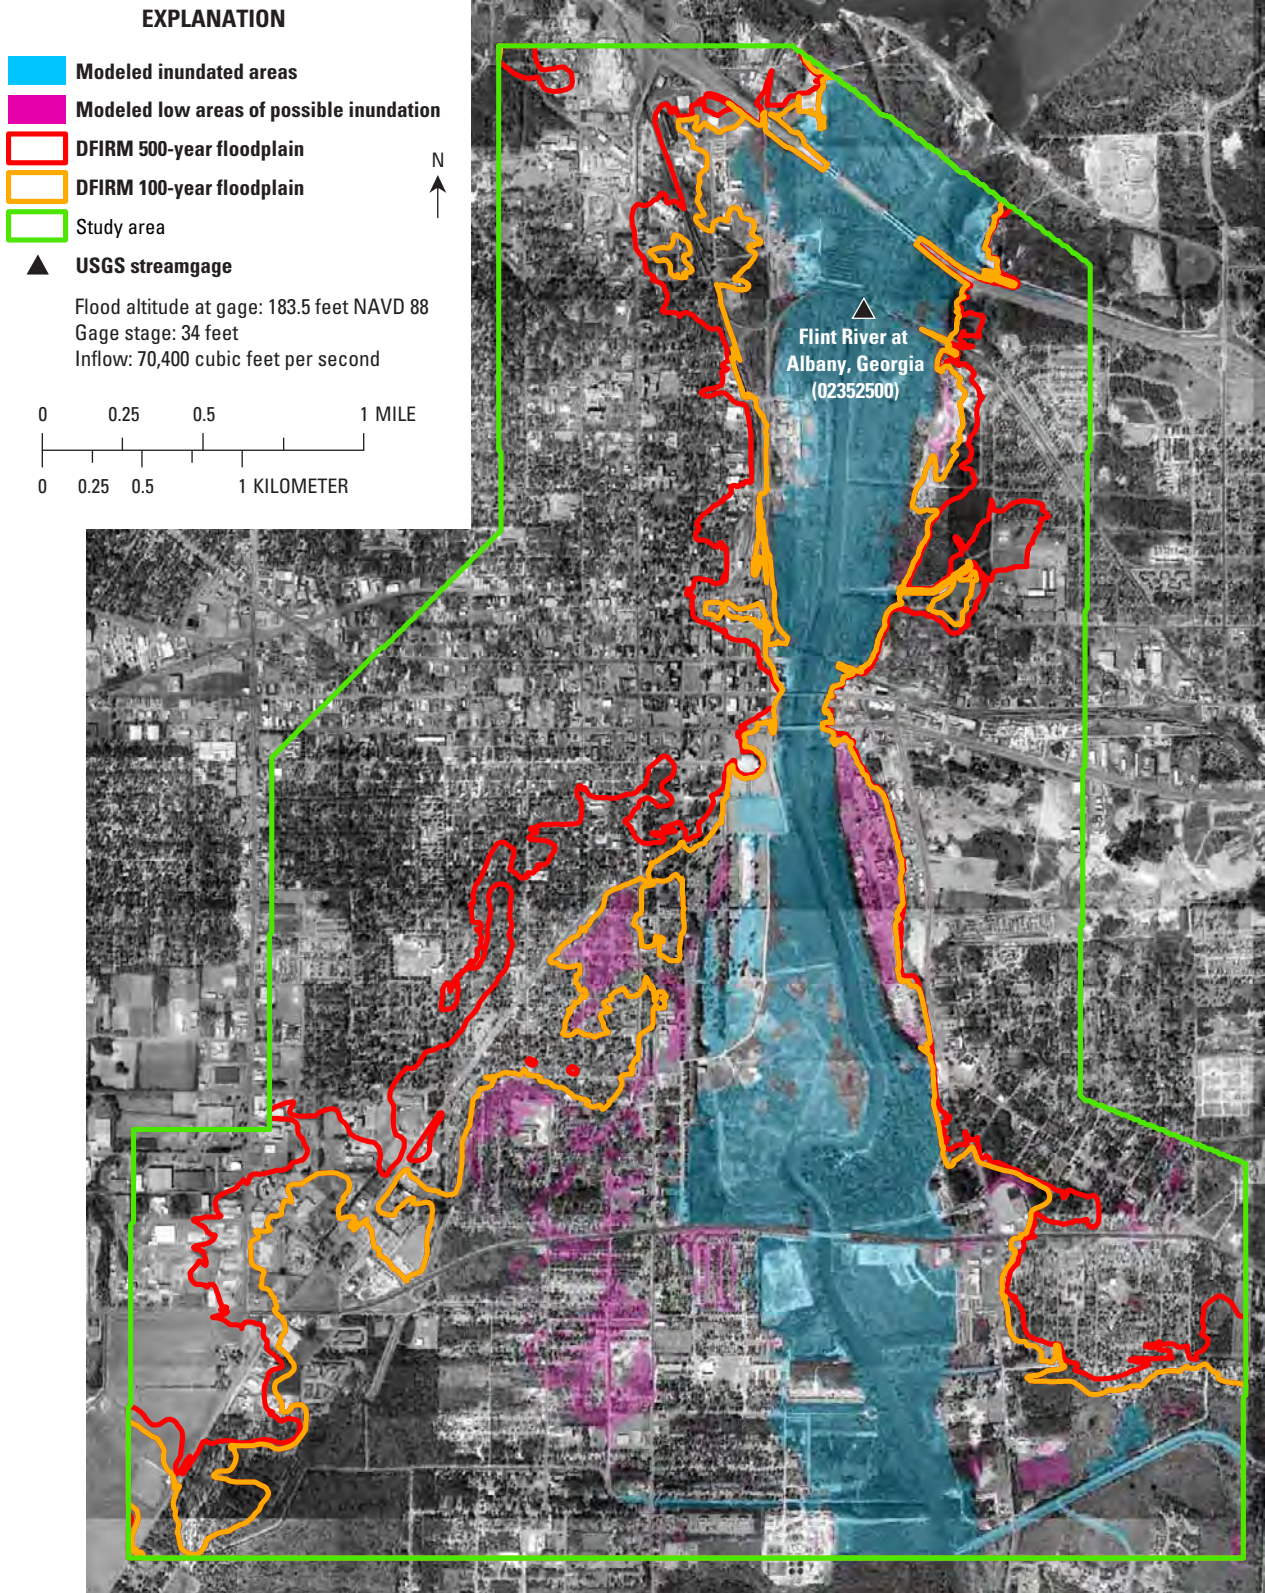 EXPLANATION
Modeled inundated areas
Modeled low areas of possible inundation
DFIRM 500-year floodplain
DFIRM 100-year floodplain
Study area
USGS streamgage
Flood altitude at gage: 183.5 feet NAVD 88
Gage stage: 34 feet
Inflow: 70,400 cubic feet per second
N
0 0.25 0.5 1 MILE
0 0.25 0.5 1 KILOMETER
Flint River at
Albany, Georgia
(02352500)